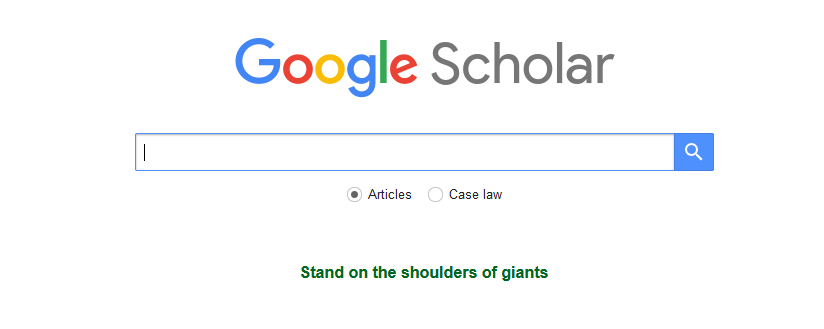 Google Scholar
Articles Case law
Stand on the shoulders of giants